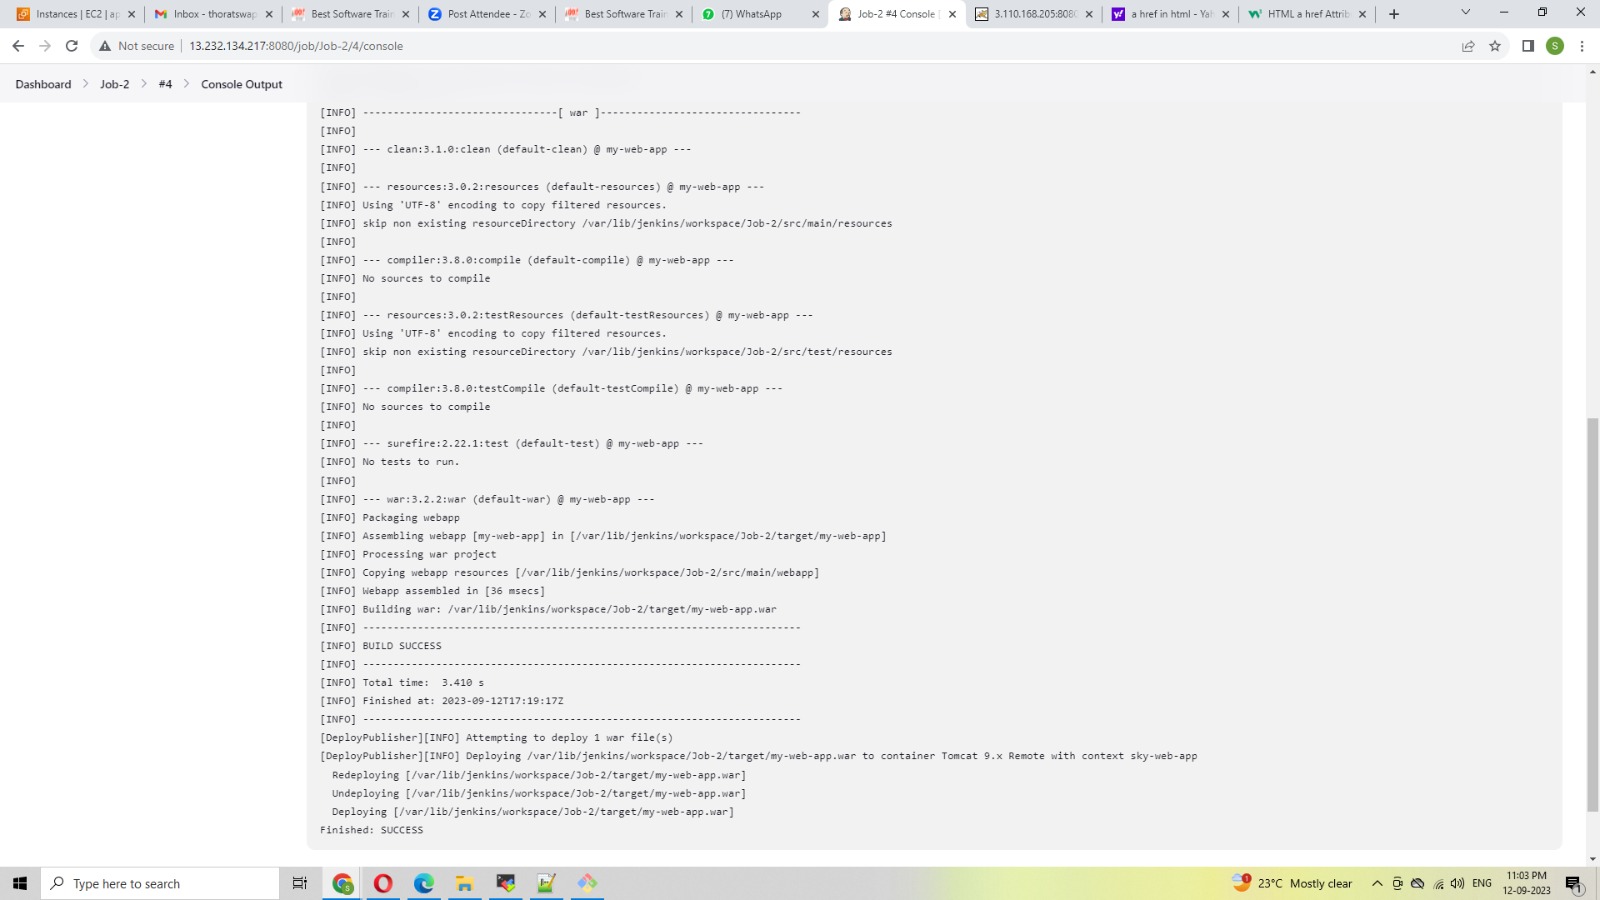 Instances | EC2 | ap
Inbox - thoratswap
Best Software Train
Post Attendee - Zo
Best Software Train
(7) WhatsApp
Job-2 #4 Console [
3.110.168.205:8080
a href in html - Yah
HTML a href Attrib
Not secure 13.232.134.217:8080/job/Job-2/4/console
S
Dashboard > Job-2 > #4 > Console Output
[INFO] --------------------------------[ war ]---------------------------------
[INFO]
[INFO] --- clean:3.1.0:clean (default-clean) @ my-web-app ---
[INFO]
[INFO] --- resources:3.0.2:resources (default-resources) @ my-web-app ---
[INFO] Using 'UTF-8' encoding to copy filtered resources.
[INFO] skip non existing resourceDirectory /var/lib/jenkins/workspace/Job-2/src/main/resources
[INFO]
[INFO] --- compiler:3.8.0:compile (default-compile) @ my-web-app ---
[INFO] No sources to compile
[INFO]
[INFO] --- resources:3.0.2:testResources (default-testResources) @ my-web-app ---
[INFO] Using 'UTF-8' encoding to copy filtered resources.
[INFO] skip non existing resourceDirectory /var/lib/jenkins/workspace/Job-2/src/test/resources
[INFO]
[INFO] --- compiler:3.8.0:testCompile (default-testCompile) @ my-web-app ---
[INFO] No sources to compile
[INFO]
[INFO] --- surefire:2.22.1:test (default-test) @ my-web-app ---
[INFO] No tests to run.
[INFO]
[INFO] --- war:3.2.2:war (default-war) @ my-web-app ---
[INFO] Packaging webapp
[INFO] Assembling webapp [my-web-app] in [/var/lib/jenkins/workspace/Job-2/target/my-web-app]
[INFO] Processing war project
[INFO] Copying webapp resources [/var/lib/jenkins/workspace/Job-2/src/main/webapp]
[INFO] Webapp assembled in [36 msecs]
[INFO] Building war: /var/lib/jenkins/workspace/Job-2/target/my-web-app.war
[INFO] ------------------------------------------------------------------------
[INFO] BUILD SUCCESS
[INFO] ------------------------------------------------------------------------
[INFO] Total time:  3.410 s
[INFO] Finished at: 2023-09-12T17:19:17Z
[INFO] ------------------------------------------------------------------------
[DeployPublisher][INFO] Attempting to deploy 1 war file(s)
[DeployPublisher][INFO] Deploying /var/lib/jenkins/workspace/Job-2/target/my-web-app.war to container Tomcat 9.x Remote with context sky-web-app
  Redeploying [/var/lib/jenkins/workspace/Job-2/target/my-web-app.war]
  Undeploying [/var/lib/jenkins/workspace/Job-2/target/my-web-app.war]
  Deploying [/var/lib/jenkins/workspace/Job-2/target/my-web-app.war]
Finished: SUCCESS
Type here to search
23°C Mostly clear
ENG
11:03 PM
12-09-2023
1